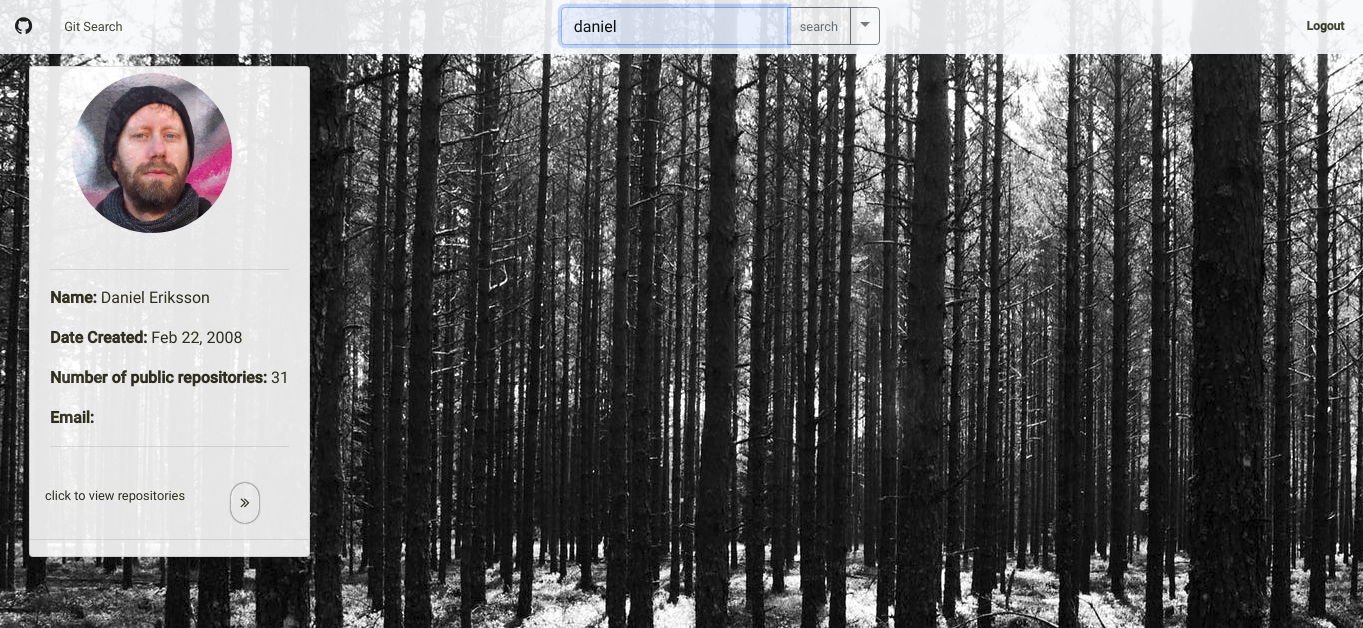 Git Search
daniel
search
Logout
Name: Daniel Eriksson
Date Created: Feb 22, 2008
Number of public repositories: 31
Email:
click to view repositories
»